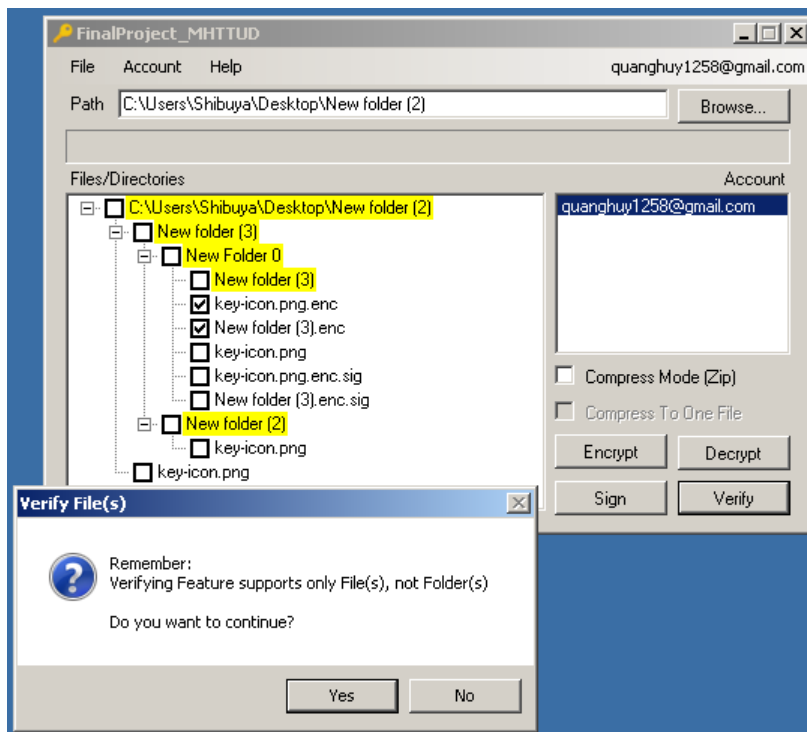 FinalProject_MHTTUD
File Account Help quanghuy1258@gmail.com
Path C:\Users\Shibuya\Desktop\New folder (2) Browse...
Files/Directories Account
C:\Users\Shibuya\Desktop\New folder (2)
New folder (3)
New Folder 0
New folder (3)
key-icon.png.enc
New folder (3).enc
key-icon.png
key-icon.png.enc.sig
New folder (3).enc.sig
New folder (2)
key-icon.png
key-icon.png
quanghuy1258@gmail.com
Compress Mode (Zip)
Compress To One File
Encrypt Decrypt
Sign Verify
Verify File(s)
Remember:
Verifying Feature supports only File(s), not Folder(s)
Do you want to continue?
Yes No